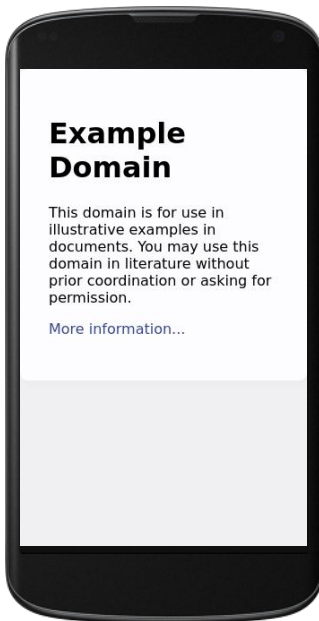 Example
Domain
This domain is for use in
illustrative examples in
documents. You may use this
domain in literature without
prior coordination or asking for
permission.
More information...